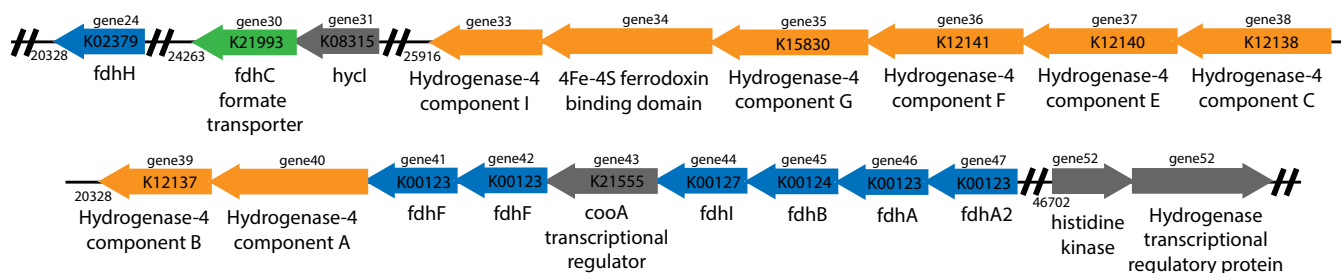 gene24 gene30 gene31 gene33 gene34 gene35 gene36 gene37 gene38
K02379 K21993 K08315 K15830 K12141 K12140 K12138
20328 24263 25916
fdhH fdhC hycI Hydrogenase-4 4Fe-4S ferrodoxin Hydrogenase-4 Hydrogenase-4 Hydrogenase-4 Hydrogenase-4
formate component I binding domain component G component F component E component C
transporter
gene39 gene40 gene41 gene42 gene43 gene44 gene45 gene46 gene47 gene52 gene52
K12137 K00123 K00123 K21555 K00127 K00124 K00123 K00123
20328 46702
Hydrogenase-4 Hydrogenase-4 fdhF fdhF cooA fdhI fdhB fdhA fdhA2 histidine Hydrogenase
component B component A transcriptional kinase transcriptional
regulator regulatory protein